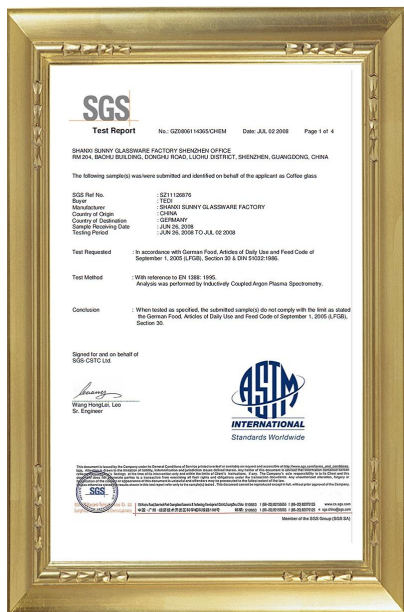 SGS
Test Report No.: GZ0806114365/CHEM Date: JUL 02 2008 Page 1 of 4
SHANXI SUNNY GLASSWARE FACTORY SHENZHEN OFFICE
RM 204, BAOHU BUILDING, DONGHU ROAD, LUOHU DISTRICT, SHENZHEN, GUANGDONG, CHINA
The following sample(s) was/were submitted and identified on behalf of the applicant as Coffee glass
SGS Ref No. : SZ11126876
Buyer : TEDI
Manufacturer : SHANXI SUNNY GLASSWARE FACTORY
Country of Origin : CHINA
Country of Destination : GERMANY
Sample Receiving Date : JUN 26, 2008
Testing Period : JUN 26, 2008 TO JUL 02 2008
Test Requested : In accordance with German Food, Articles of Daily Use and Feed Code of
September 1, 2005 (LFGB), Section 30 & DIN 51032:1986.
Test Method : With reference to EN 1388: 1995.
Analysis was performed by Inductively Coupled Argon Plasma Spectrometry.
Conclusion : When tested as specified, the submitted sample(s) do not comply with the limit as stated
the German Food, Articles of Daily Use and Feed Code of September 1, 2005 (LFGB),
Section 30.
Signed for and on behalf of
SGS-CSTC Ltd.
Wang HongLei, Leo
Sr. Engineer
ASTM
INTERNATIONAL
Standards Worldwide
SGS
Member of the SGS Group (SGS SA)